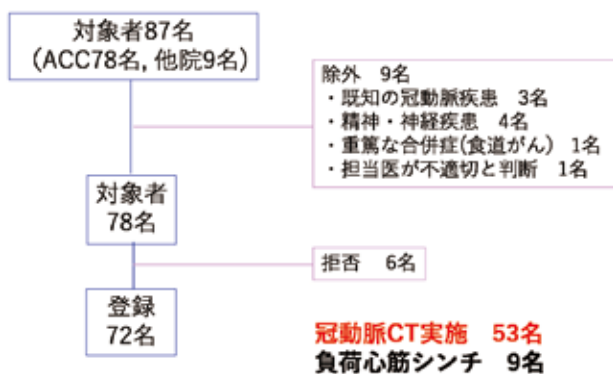 対象者87名
(ACC78名, 他院9名)
除外 9名
・既知の冠動脈疾患 3名
・精神・神経疾患 4名
・重篤な合併症(食道がん) 1名
・担当医が不適切と判断 1名
対象者
78名
拒否 6名
登録
72名
冠動脈CT実施 53名
負荷心筋シンチ 9名